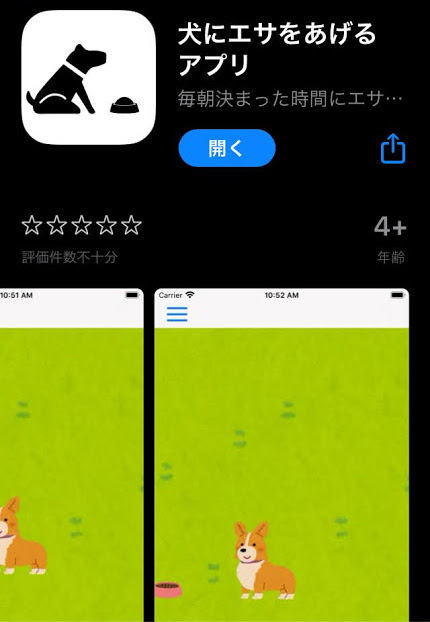 犬にエサをあげる
アプリ
毎朝決まった時間にエサ…
開く
4+
評価件数不十分
年齢
10:51 AM
Carrier
10:52 AM